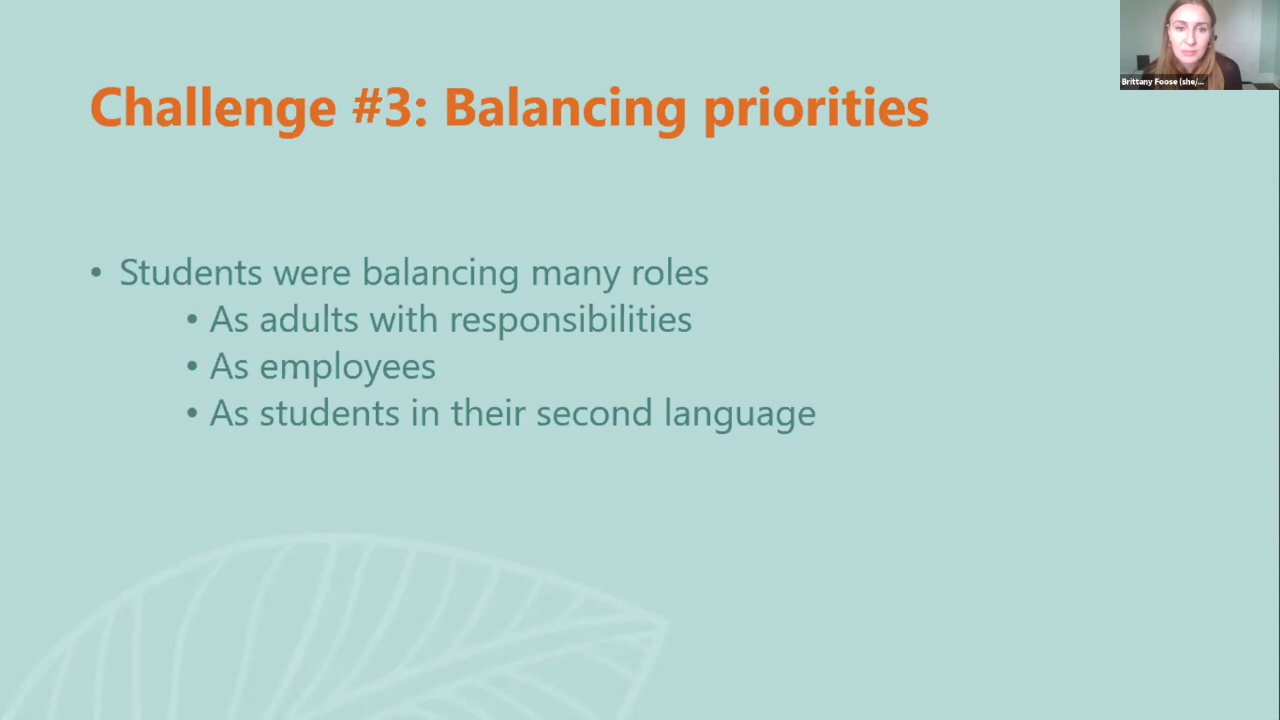 Challenge #3: Balancing priorities
Brittany Foose (she/...
• Students were balancing many roles
• As adults with responsibilities
• As employees
• As students in their second language